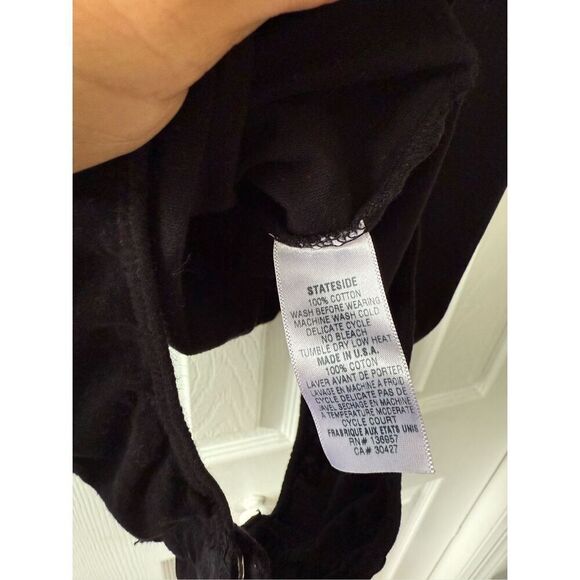 STATESIDE
100% COTTON
WASH BEFORE WEARING
MACHINE WASH COLD
DELICATE CYCLE
NO BLEACH
TUMBLE DRY LOW HEAT
MADE IN U.S.A.
100% COTON
LAVER AVANT DE PORTER
LAVAGE EN MACHINE A FROID
CYCLE DELICATE PAS DE
JAVEL SECHAGE EN MACHINE
A TEMPERATURE MODERATE
CYCLE COURT
FRABRIQUE AUX ETATS UNIS
RN# 136957
CA# 30427